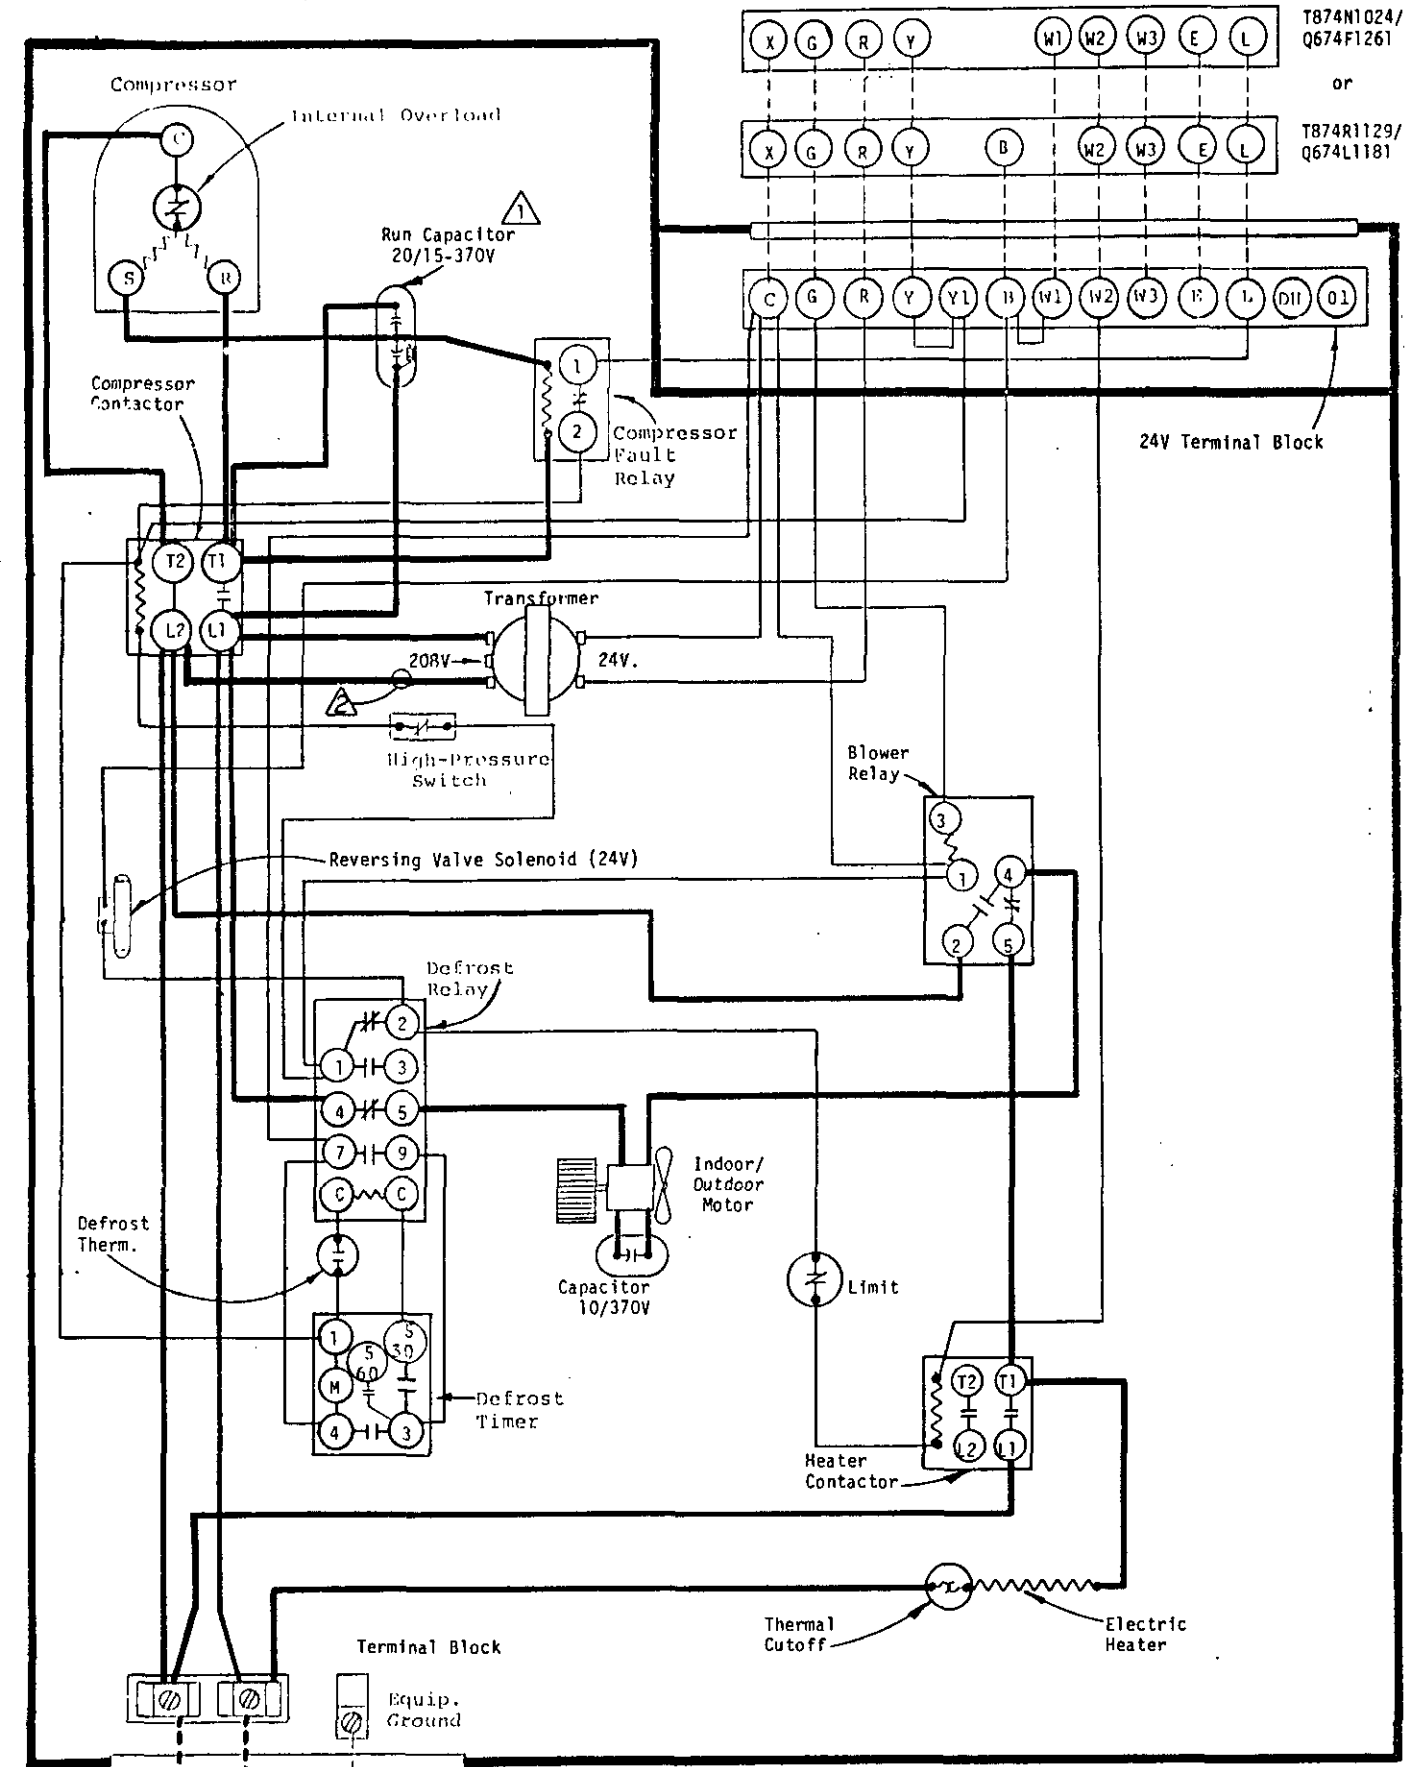 X G R Y W1 W2 W3 E L
T874N1024/
Q674F1261
or
X G R Y B W2 W3 E L
T874R1129/
Q674L1181
Compressor
Internal Overload
C
S R
1
Run Capacitor
20/15-370V
C G R Y Y1 B W1 W2 W3 E L O1
24V Terminal Block
1
2
Compressor
Fault
Relay
Compressor
Contactor
T2 T1
L2 L1
Transformer
208V
24V.
2
High-Pressure
Switch
Blower
Relay
3
1 4
2 5
Reversing Valve Solenoid (24V)
Defrost
Relay
2
1 3
4 5
7 9
C C
Indoor/
Outdoor
Motor
Capacitor
10/370V
Defrost
Therm.
Limit
1
S
30
S
60
M
4 3
Defrost
Timer
T2 T1
L2 L1
Heater
Contactor
Thermal
Cutoff
Electric
Heater
Terminal Block
Equip.
Ground